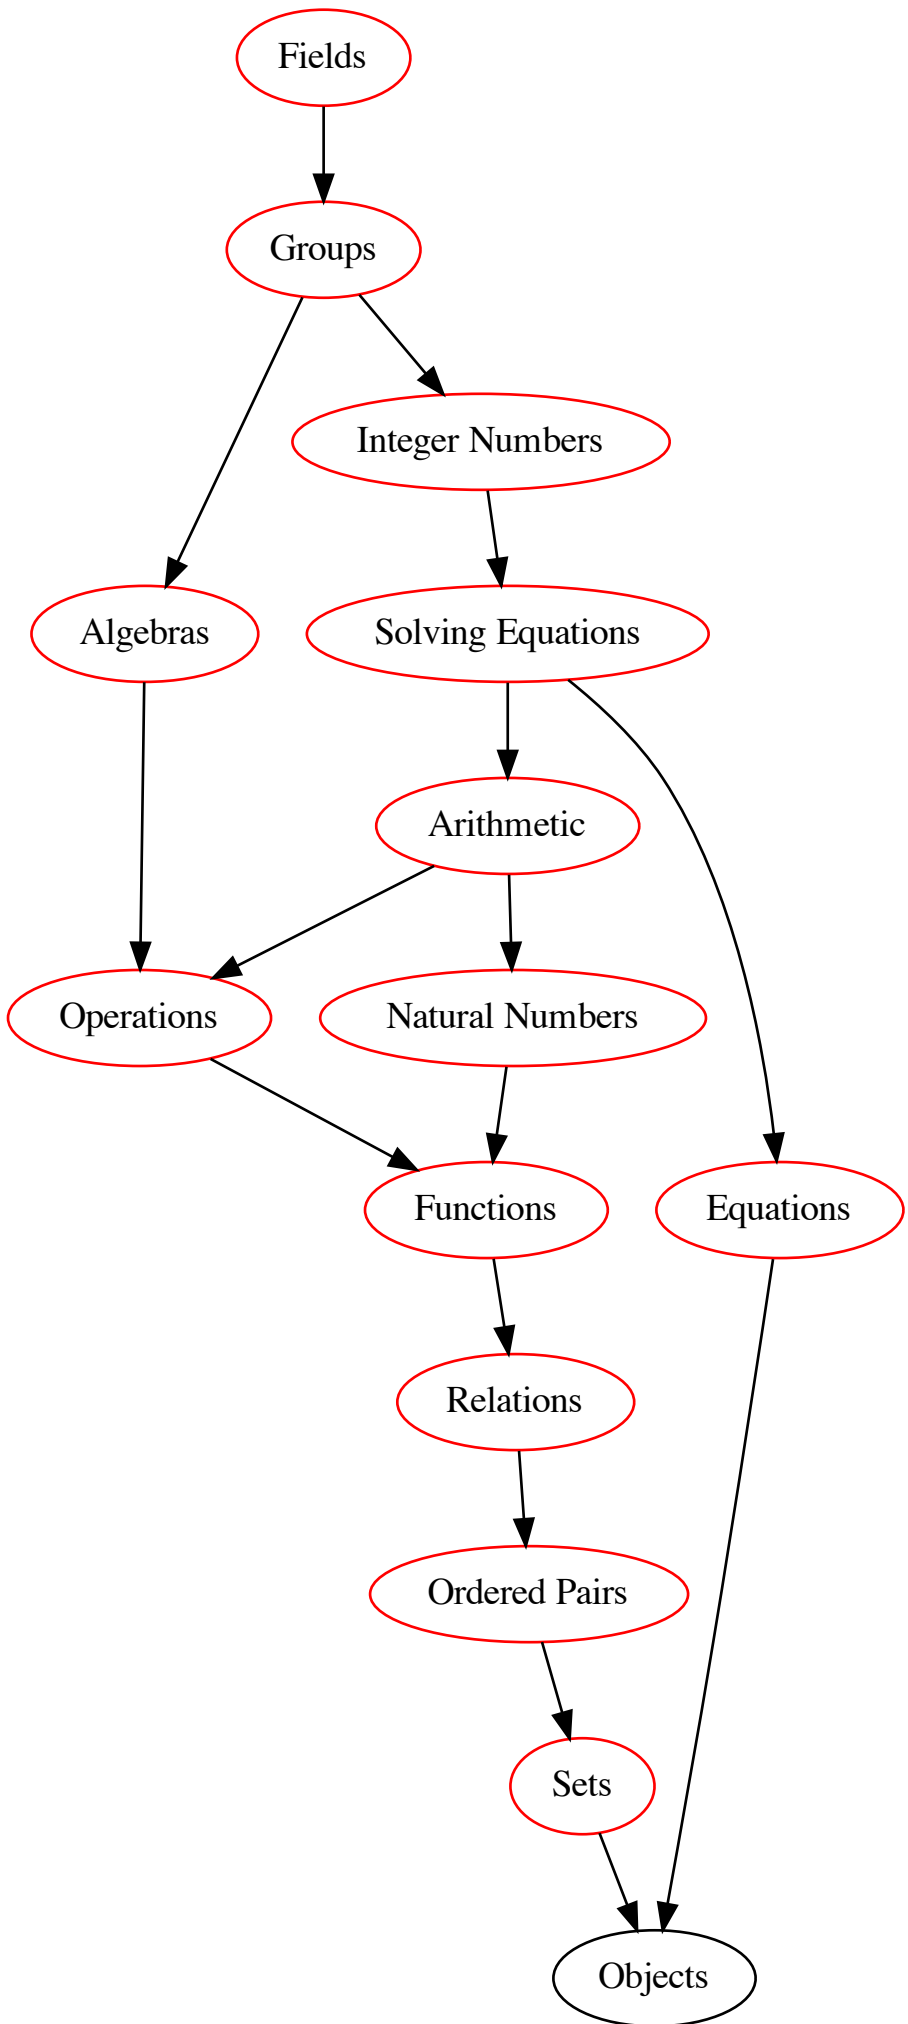 Fields
Groups
Integer Numbers
Algebras
Solving Equations
Arithmetic
Operations
Natural Numbers
Functions
Equations
Relations
Ordered Pairs
Sets
Objects